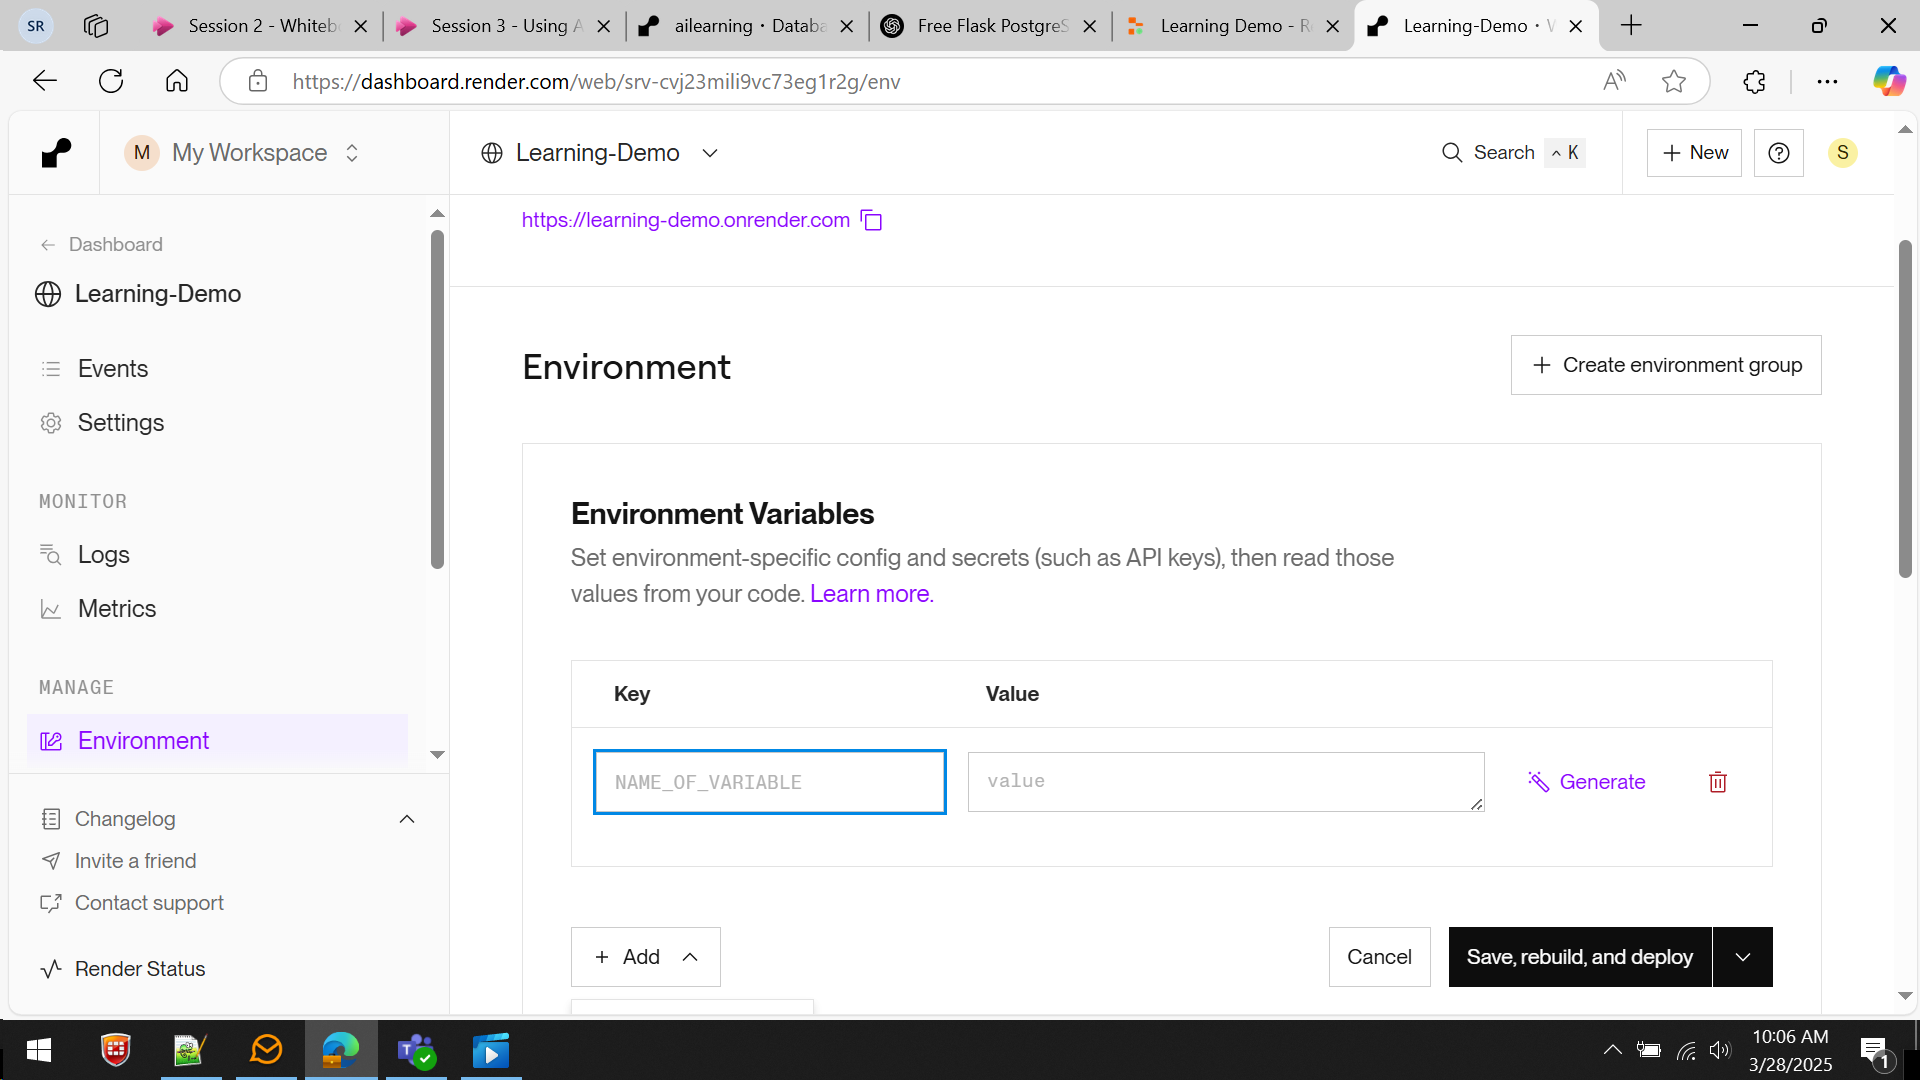 SR
Session 2 - Whitebo
Session 3 - Using A
ailearning · Databa
Free Flask PostgreS
Learning Demo - Re
Learning-Demo · W
https://dashboard.render.com/web/srv-cvj23mili9vc73eg1r2g/env
M My Workspace
Learning-Demo
Search ^ K
+ New
S
https://learning-demo.onrender.com
← Dashboard
Learning-Demo
Events
Settings
MONITOR
Logs
Metrics
MANAGE
Environment
Changelog
Invite a friend
Contact support
Render Status
Environment
+ Create environment group
Environment Variables
Set environment-specific config and secrets (such as API keys), then read those
values from your code. Learn more.
Key Value
NAME_OF_VARIABLE value Generate
+ Add
Cancel
Save, rebuild, and deploy
10:06 AM
3/28/2025
1